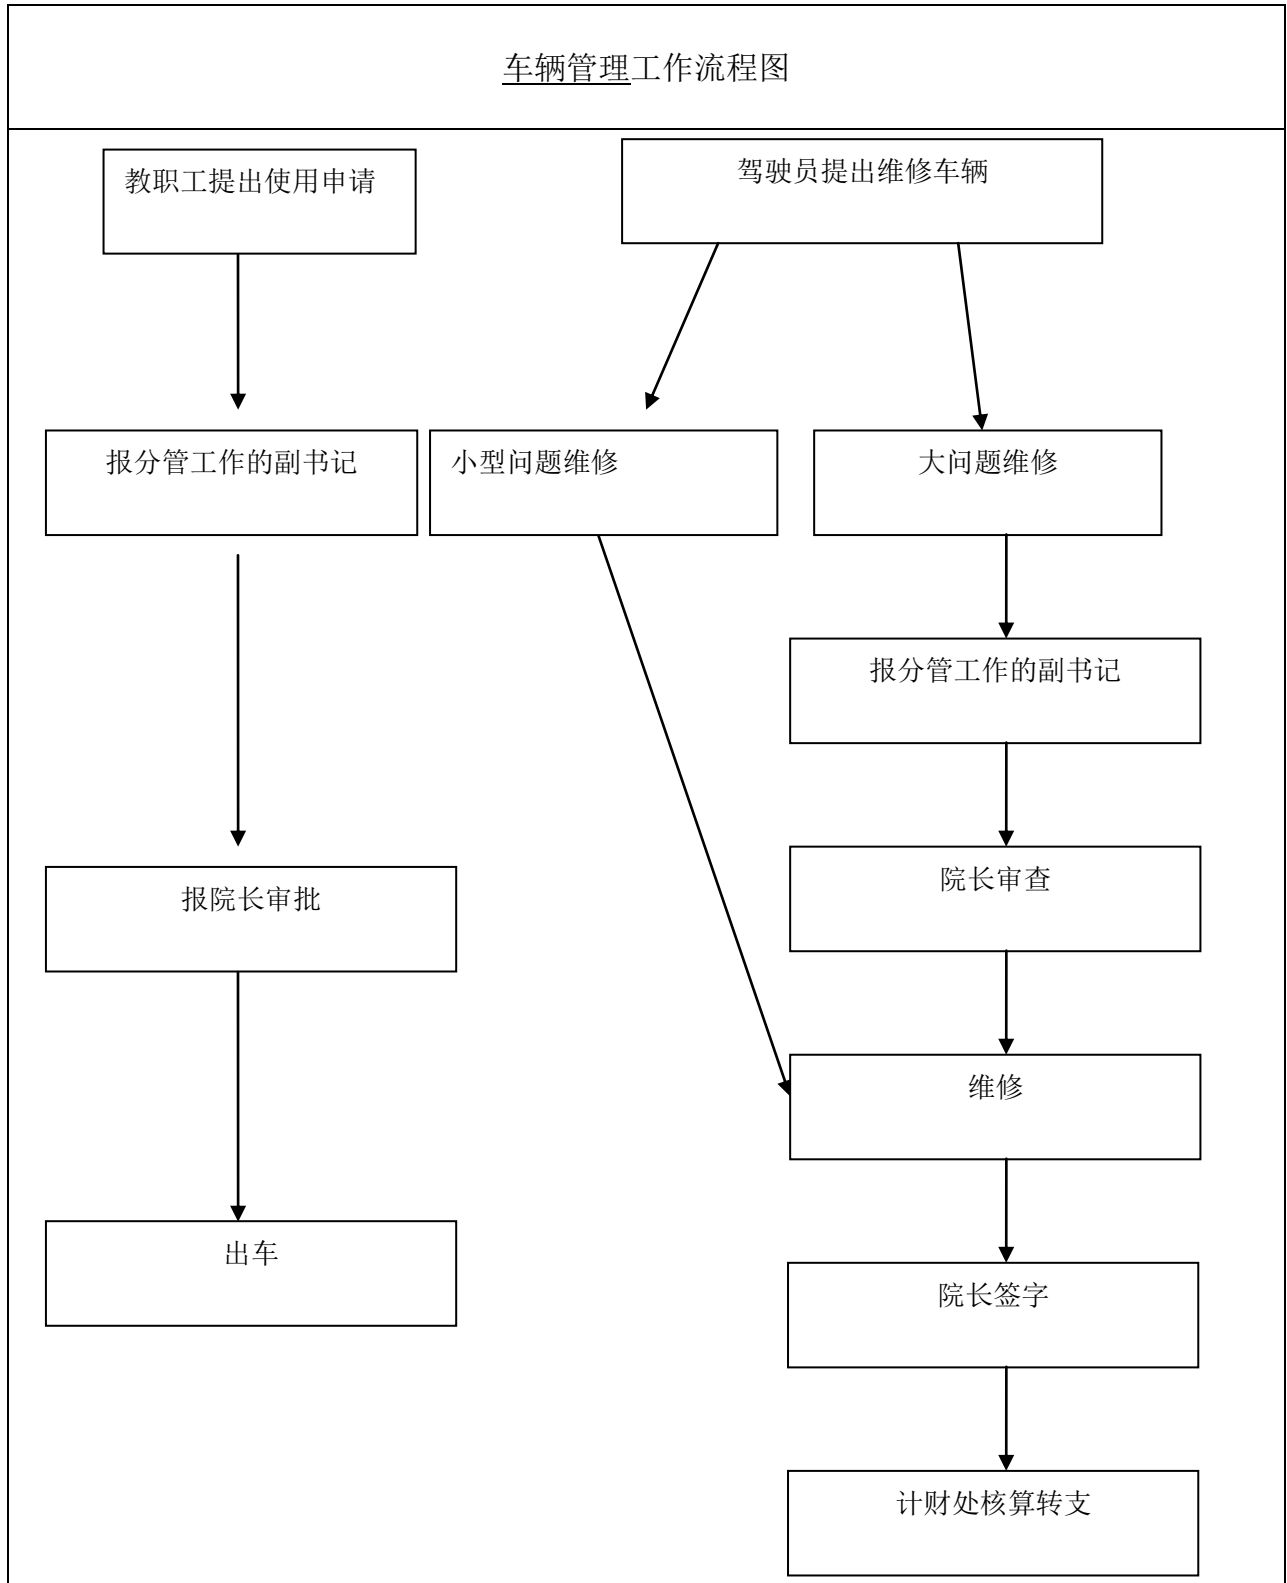 车辆管理工作流程图
教职工提出使用申请
驾驶员提出维修车辆
报分管工作的副书记
小型问题维修
大问题维修
报分管工作的副书记
院长审查
报院长审批
维修
出车
院长签字
计财处核算转支